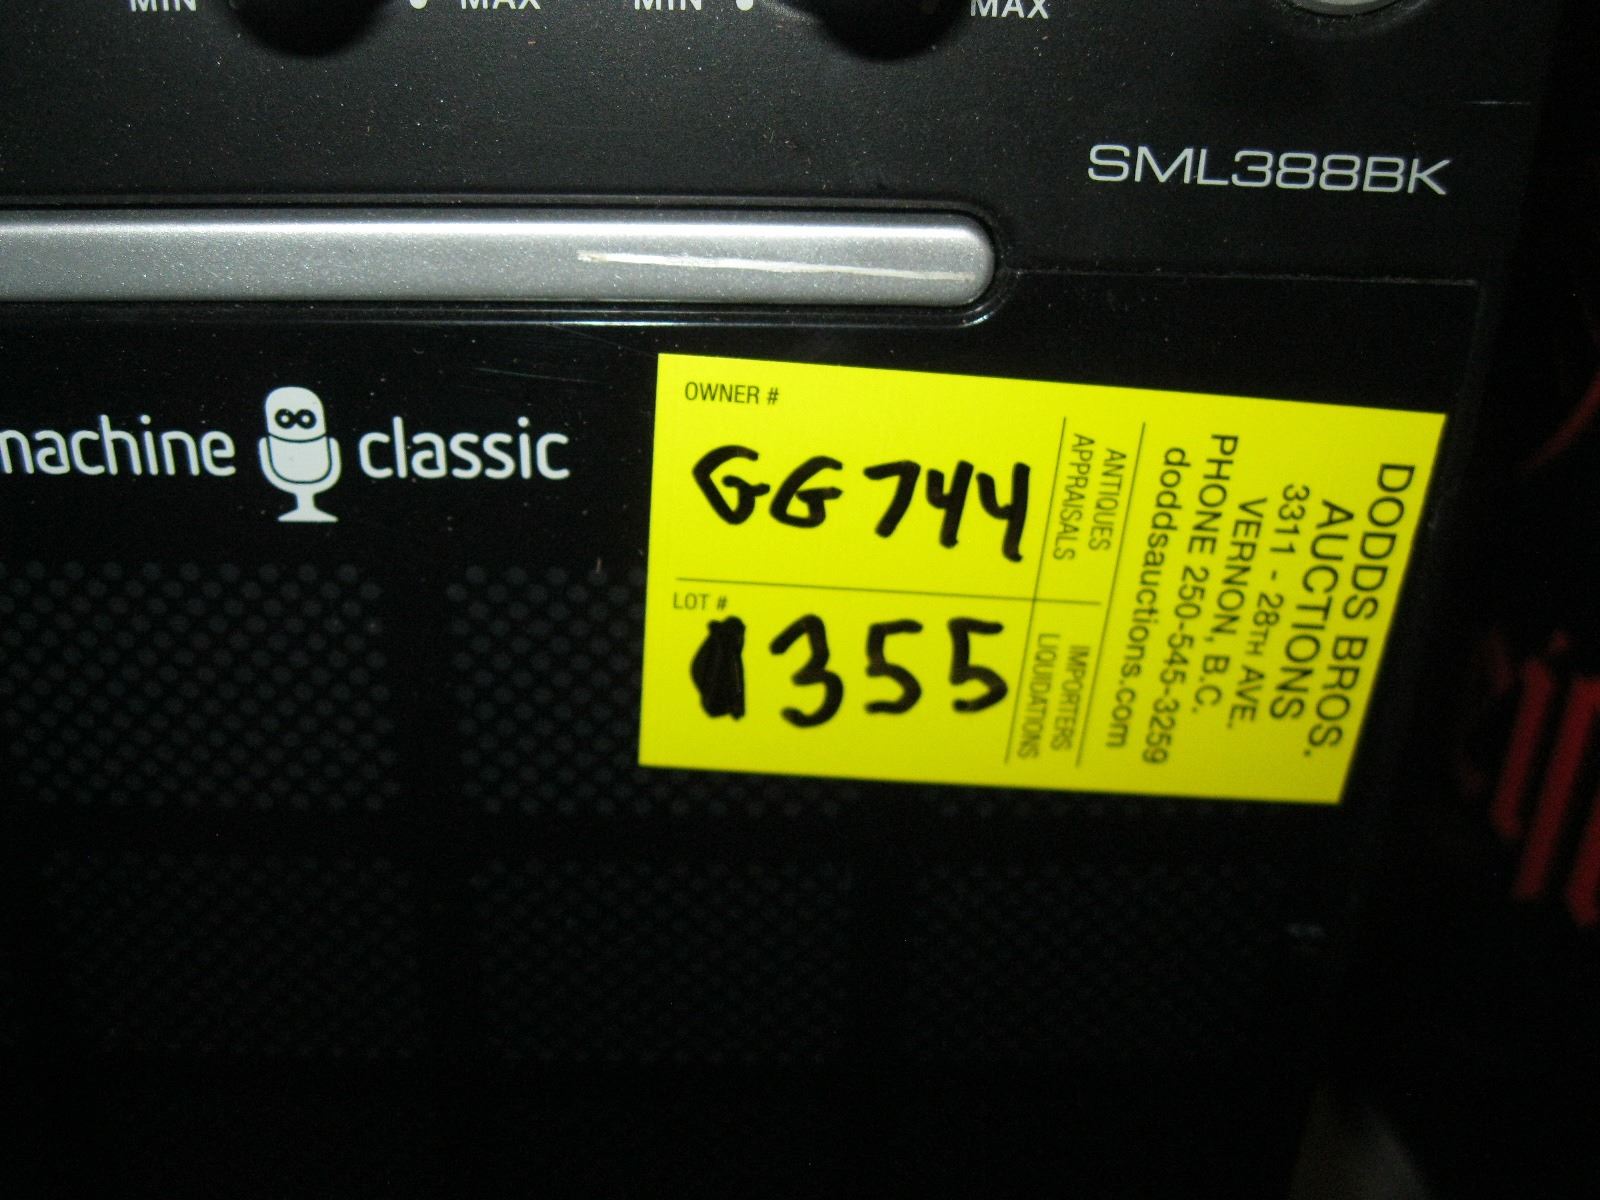 MIN MAX MIN MAX
SML388BK
machine classic
OWNER #
GG744
LOT #
355
ANTIQUES
APPRAISALS
IMPORTERS
LIQUIDATIONS
DODDS BROS.
AUCTIONS
3311 - 28TH AVE.
VERNON, B.C.
PHONE 250-545-3259
doddsauctions.com